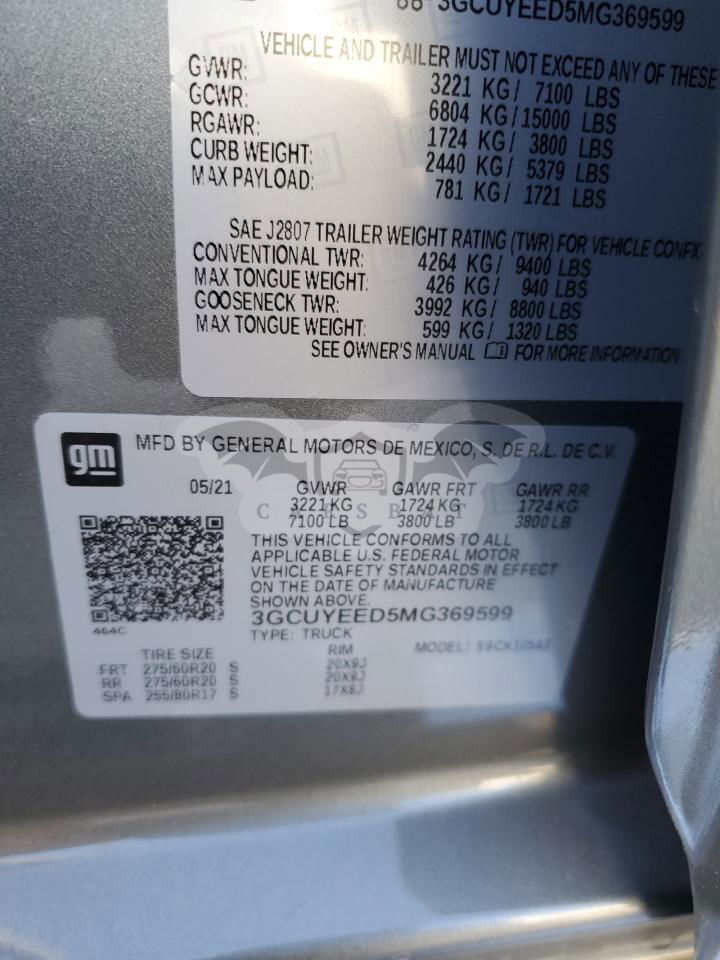 3GCUYEED5MG369599
VEHICLE AND TRAILER MUST NOT EXCEED ANY OF THESE
GVWR: 3221 KG/ 7100 LBS
GCWR: 6804 KG/15000 LBS
RGAWR: 1724 KG/ 3800 LBS
CURB WEIGHT: 2440 KG/ 5379 LBS
MAX PAYLOAD: 781 KG/ 1721 LBS
SAE J2807 TRAILER WEIGHT RATING (TWR) FOR VEHICLE CONFIG
CONVENTIONAL TWR: 4264 KG/ 9400 LBS
MAX TONGUE WEIGHT: 426 KG/ 940 LBS
GOOSENECK TWR: 3992 KG/ 8800 LBS
MAX TONGUE WEIGHT: 599 KG/ 1320 LBS
SEE OWNER'S MANUAL FOR MORE INFORMATION
gm MFD BY GENERAL MOTORS DE MEXICO, S. DE R.L. DE C.V.
05/21 GVWR GAWR FRT GAWR RR
3221 KG 1724 KG 1724 KG
7100 LB 3800 LB 3800 LB
THIS VEHICLE CONFORMS TO ALL
APPLICABLE U.S. FEDERAL MOTOR
VEHICLE SAFETY STANDARDS IN EFFECT
ON THE DATE OF MANUFACTURE
SHOWN ABOVE.
3GCUYEED5MG369599
464C TYPE: TRUCK MODEL:
TIRE SIZE RIM
FRT 275/60R20 S 20X9J
RR 275/60R20 S 20X9J
SPA 255/80R17 S 17X8J